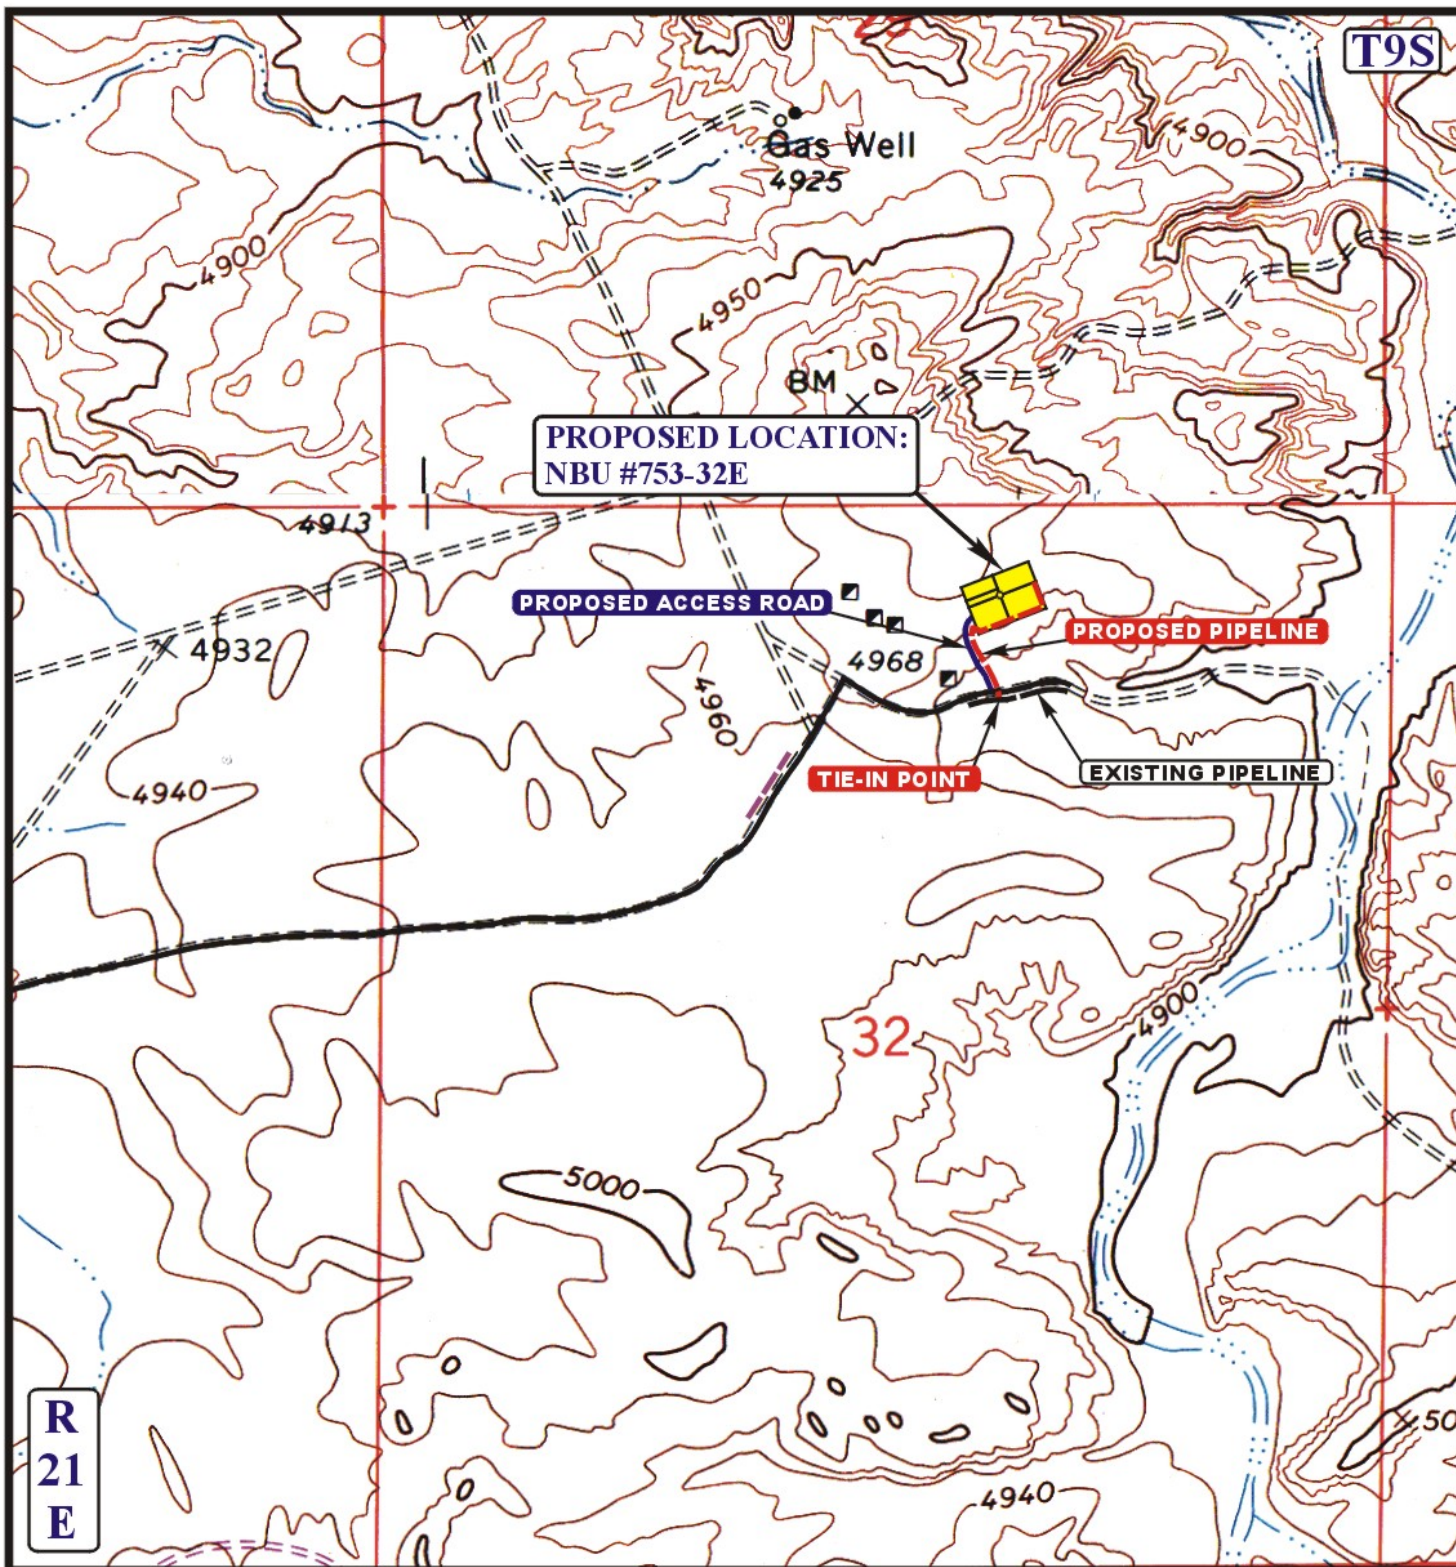 T9S
Gas Well
4925
4900
4900
4950
BM
PROPOSED LOCATION:
NBU #753-32E
4913
PROPOSED ACCESS ROAD
PROPOSED PIPELINE
4932
4968
4960
TIE-IN POINT
EXISTING PIPELINE
4940
4900
32
5000
R
21
E
4940
50